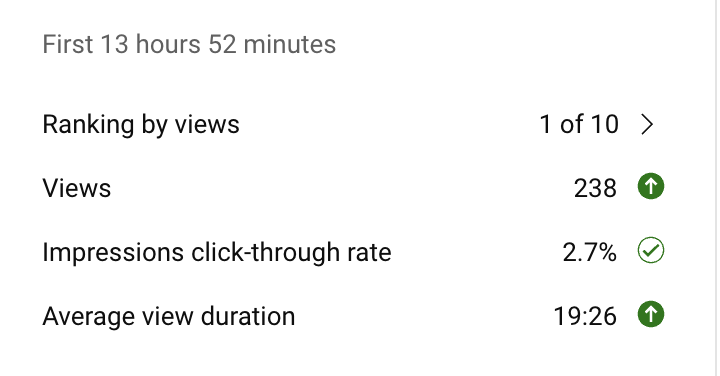 First 13 hours 52 minutes
Ranking by views 1 of 10
Views 238
Impressions click-through rate 2.7%
Average view duration 19:26